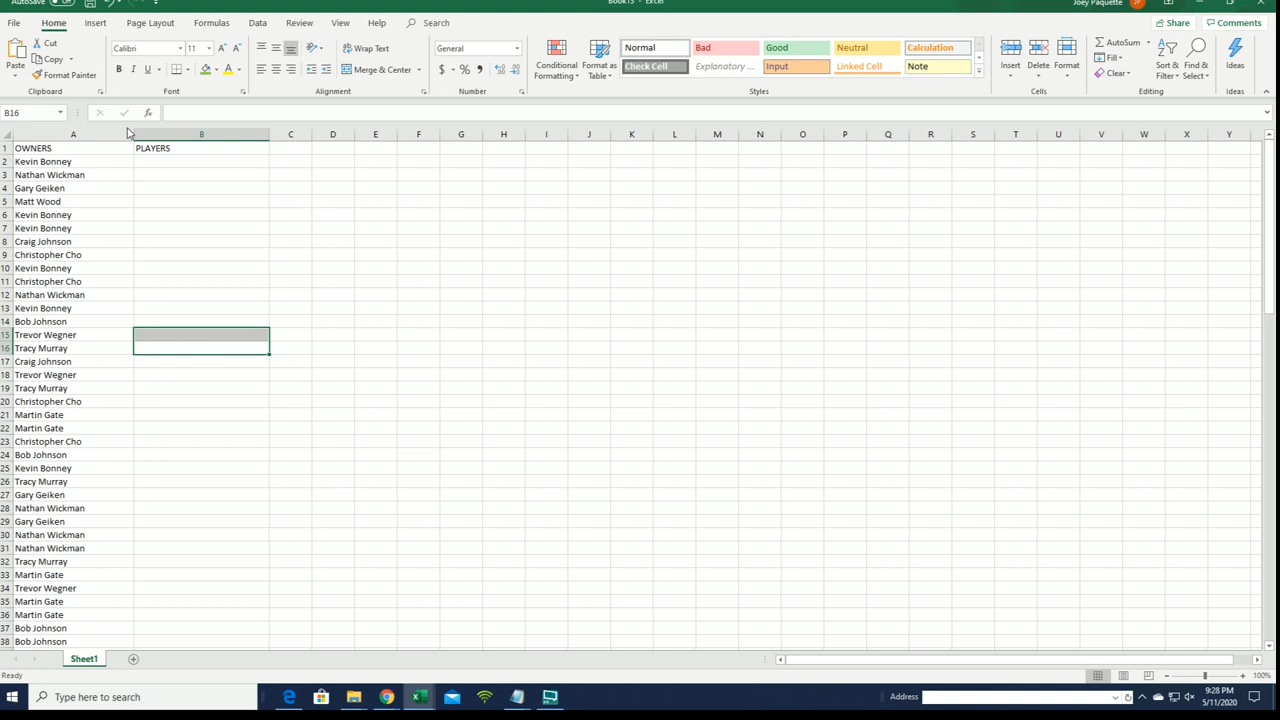 AutoSave Off Book15 - Excel Joey Paquette JP
File Home Insert Page Layout Formulas Data Review View Help Search Share Comments
Paste Cut Copy Format Painter Clipboard
Calibri 11 A A B I U A Font
ab Wrap Text Merge & Center Alignment
General $ % , Number
Conditional Formatting Format as Table
Normal Bad Good Neutral Calculation
Check Cell Explanatory ... Input Linked Cell Note
Styles
Insert Delete Format Cells
AutoSum Fill Clear Sort & Filter Find & Select Editing
Ideas Ideas
B16 fx
A B C D E F G H I J K L M N O P Q R S T U V W X Y
1 OWNERS PLAYERS
2 Kevin Bonney
3 Nathan Wickman
4 Gary Geiken
5 Matt Wood
6 Kevin Bonney
7 Kevin Bonney
8 Craig Johnson
9 Christopher Cho
10 Kevin Bonney
11 Christopher Cho
12 Nathan Wickman
13 Kevin Bonney
14 Bob Johnson
15 Trevor Wegner
16 Tracy Murray
17 Craig Johnson
18 Trevor Wegner
19 Tracy Murray
20 Christopher Cho
21 Martin Gate
22 Martin Gate
23 Christopher Cho
24 Bob Johnson
25 Kevin Bonney
26 Tracy Murray
27 Gary Geiken
28 Nathan Wickman
29 Gary Geiken
30 Nathan Wickman
31 Nathan Wickman
32 Tracy Murray
33 Martin Gate
34 Trevor Wegner
35 Martin Gate
36 Martin Gate
37 Bob Johnson
38 Bob Johnson
Sheet1
Ready 100%
Type here to search Address 9:28 PM
5/11/2020